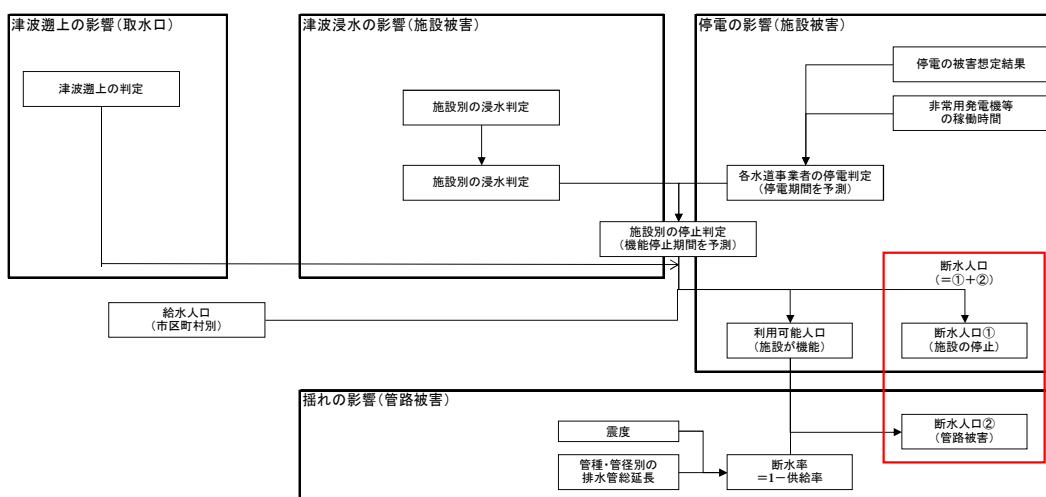 津波遡上の影響(取水口)
津波遡上の判定
津波浸水の影響(施設被害)
施設別の浸水判定
施設別の浸水判定
停電の影響(施設被害)
停電の被害想定結果
非常用発電機等
の稼働時間
各水道事業者の停電判定
(停電期間を予測)
施設別の停止判定
(機能停止期間を予測)
給水人口
(市区町村別)
断水人口
(=①+②)
利用可能人口
(施設が機能)
断水人口①
(施設の停止)
揺れの影響(管路被害)
震度
管種・管径別の
排水管総延長
断水率
=1-供給率
断水人口②
(管路被害)